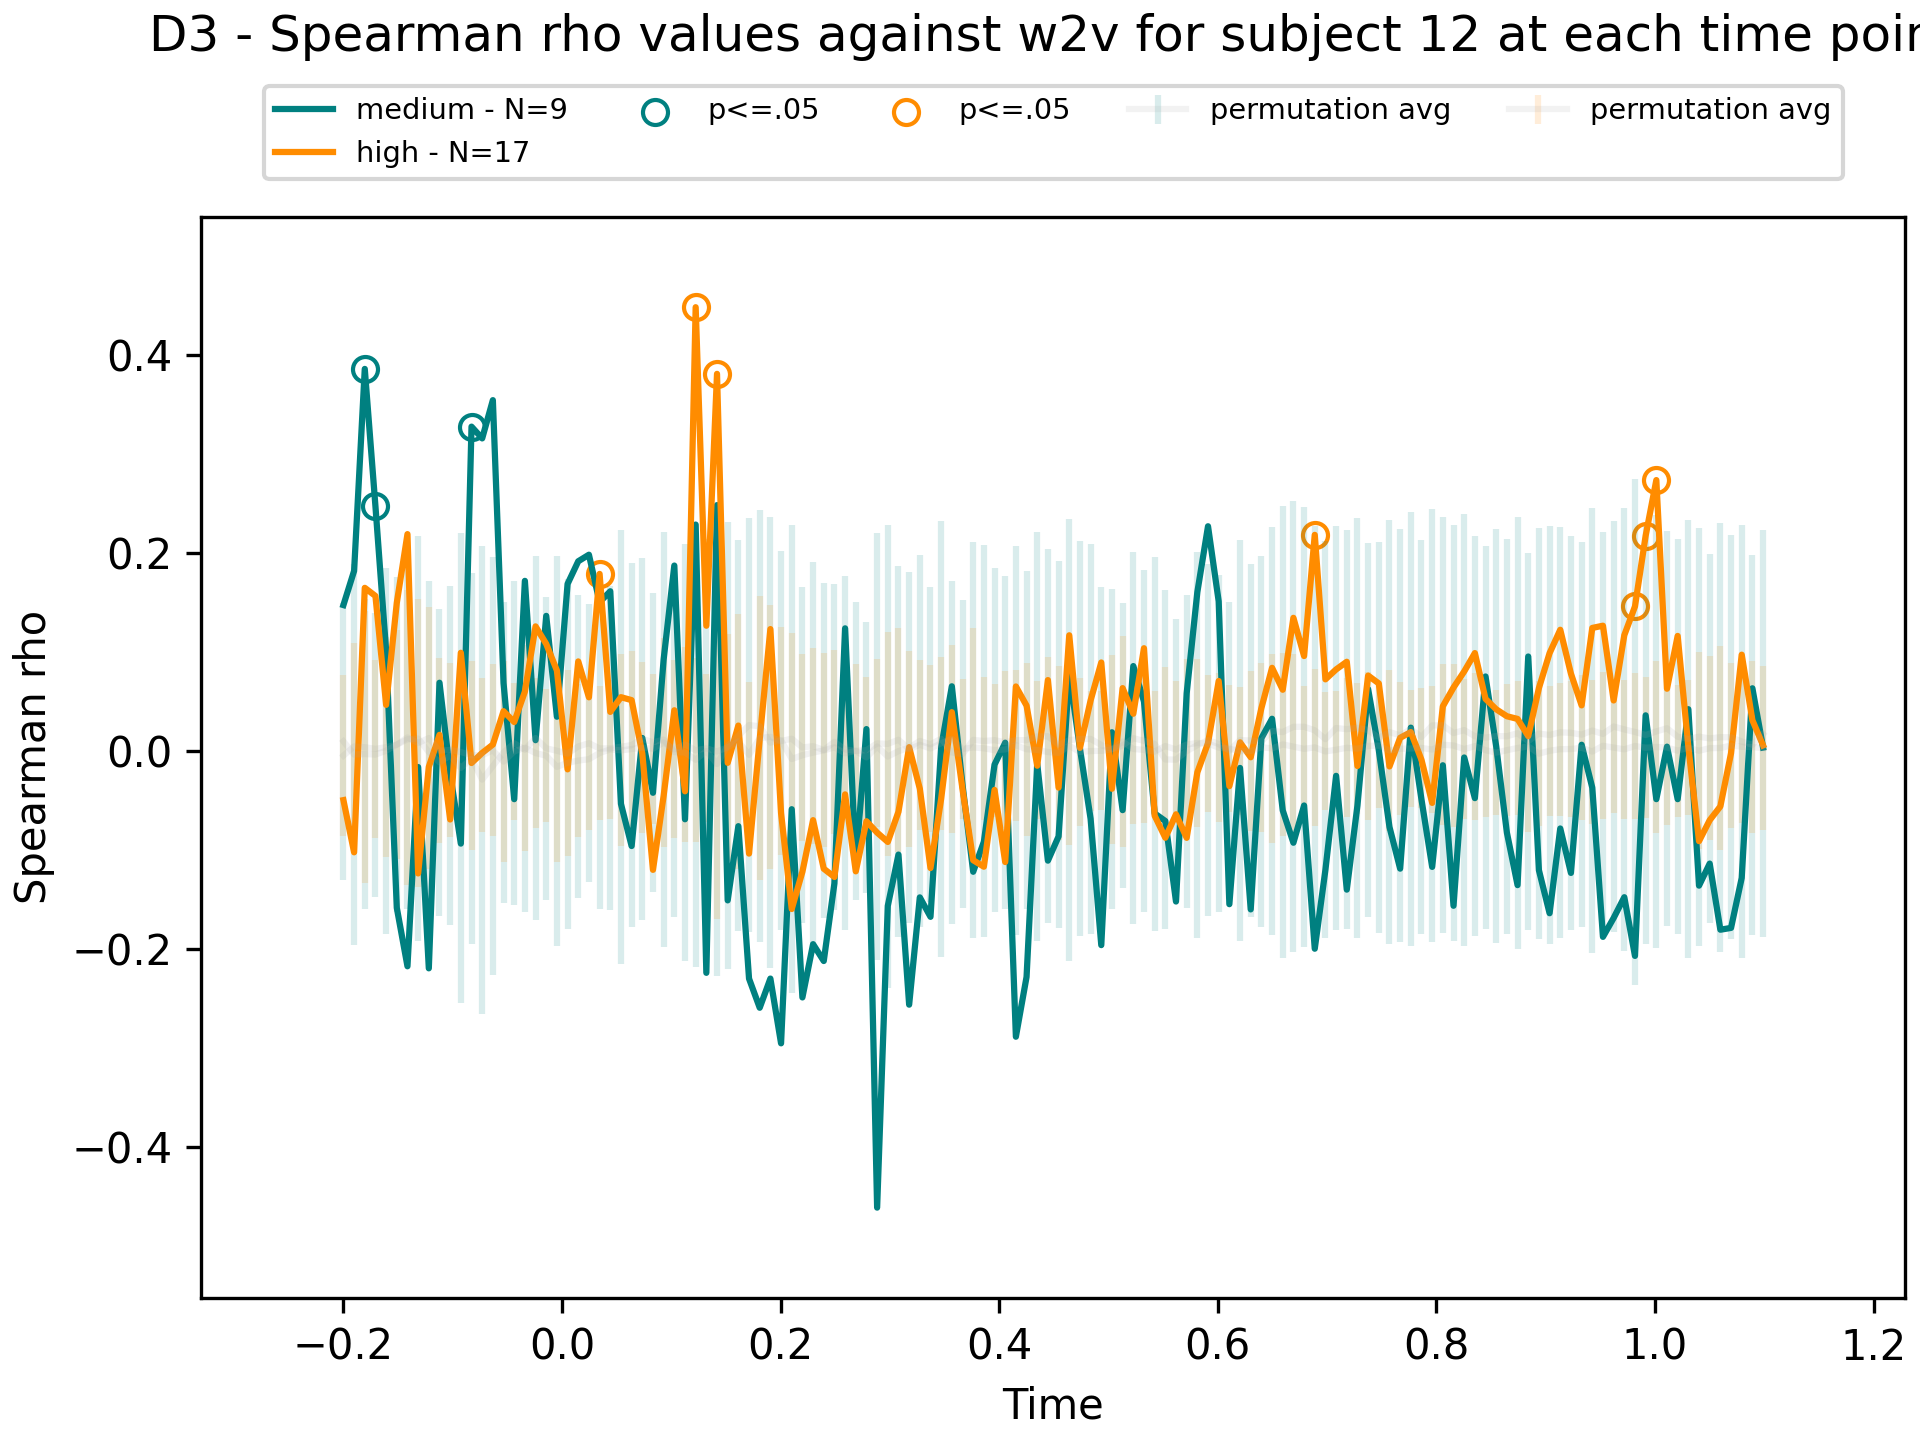 D3 - Spearman rho values against w2v for subject 12 at each time poin
medium - N=9 p<=.05 p<=.05 permutation avg permutation avg
high - N=17
Spearman rho
0.4
0.2
0.0
−0.2
−0.4
−0.2 0.0 0.2 0.4 0.6 0.8 1.0 1.2
Time